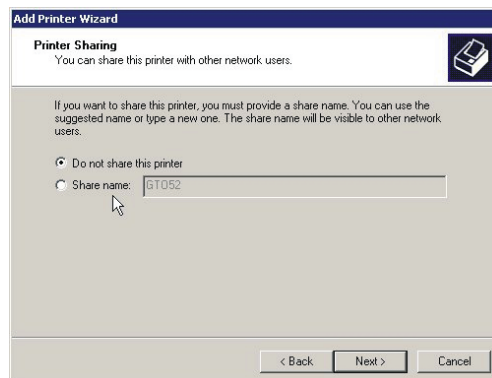 Add Printer Wizard
Printer Sharing
You can share this printer with other network users.
If you want to share this printer, you must provide a share name. You can use the
suggested name or type a new one. The share name will be visible to other network
users.
Do not share this printer
Share name: GT052
< Back Next > Cancel